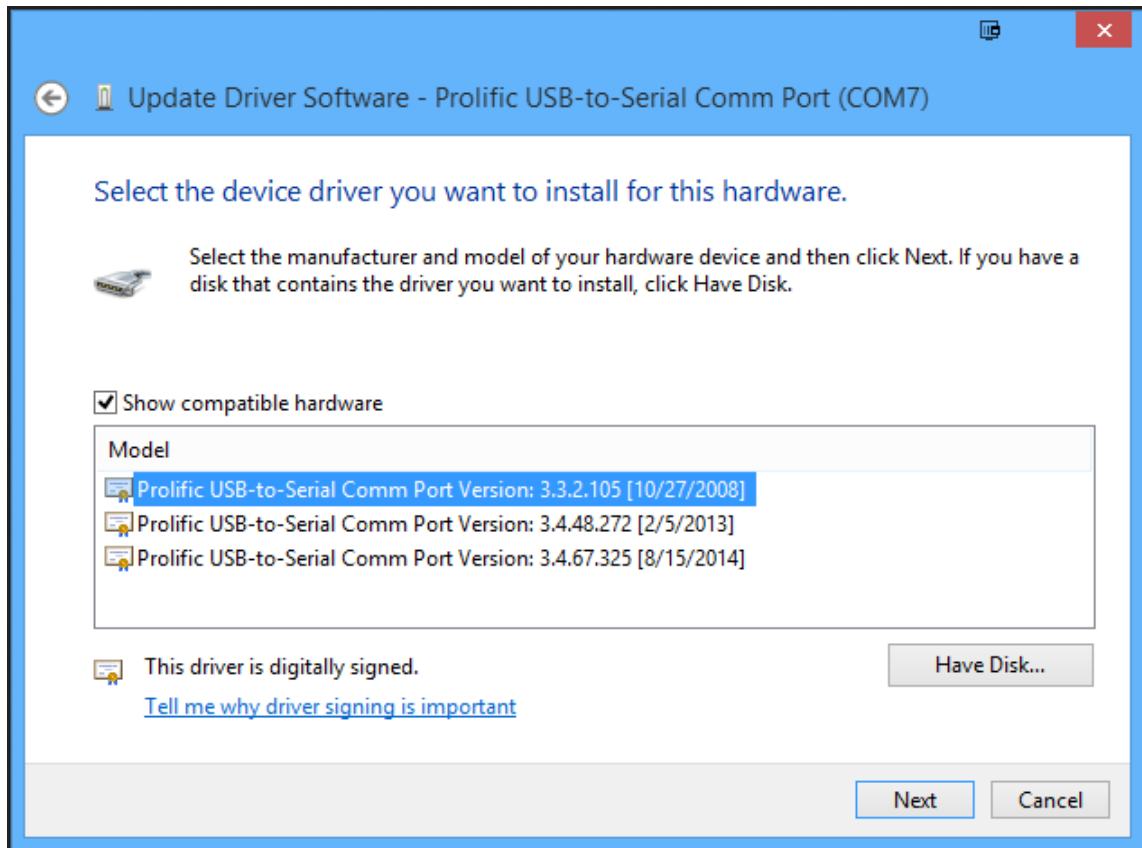 Update Driver Software - Prolific USB-to-Serial Comm Port (COM7)
Select the device driver you want to install for this hardware.
Select the manufacturer and model of your hardware device and then click Next. If you have a
disk that contains the driver you want to install, click Have Disk.
Show compatible hardware
Model
Prolific USB-to-Serial Comm Port Version: 3.3.2.105 [10/27/2008]
Prolific USB-to-Serial Comm Port Version: 3.4.48.272 [2/5/2013]
Prolific USB-to-Serial Comm Port Version: 3.4.67.325 [8/15/2014]
This driver is digitally signed.
Have Disk...
Tell me why driver signing is important
Next
Cancel